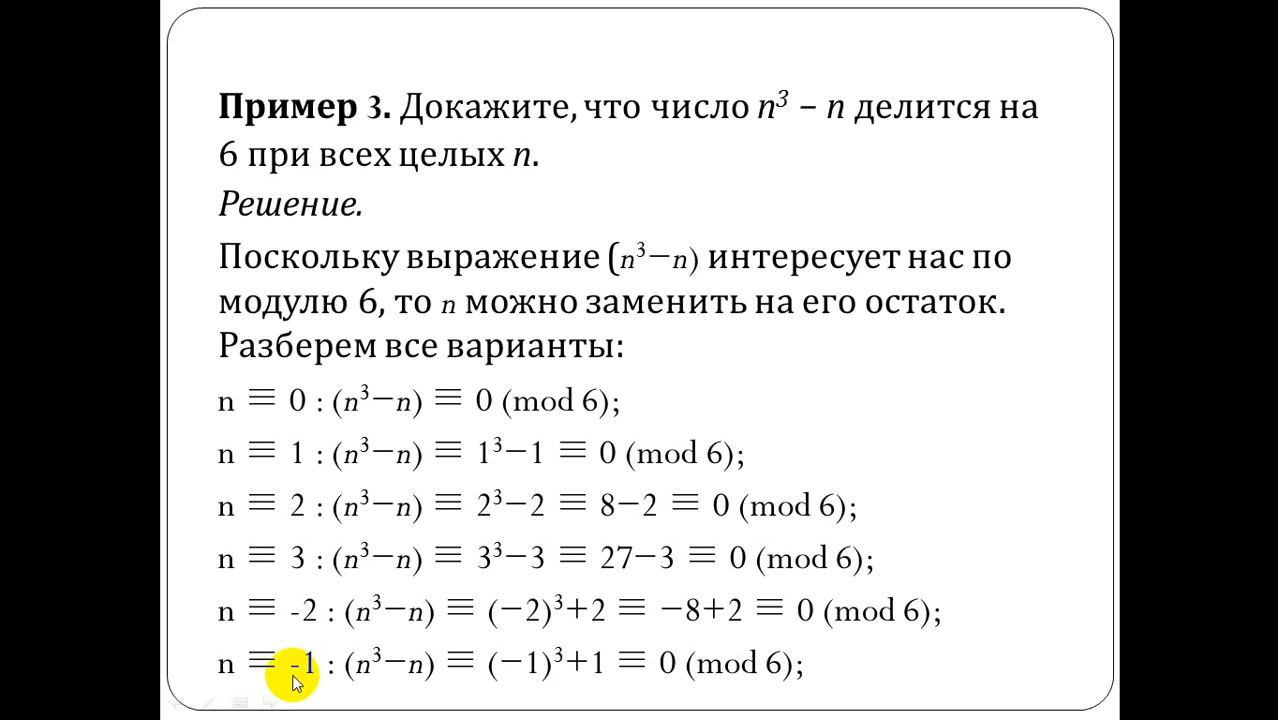 Пример 3. Докажите, что число n³ − n делится на
6 при всех целых n.
Решение.
Поскольку выражение (n³−n) интересует нас по
модулю 6, то n можно заменить на его остаток.
Разберем все варианты:
n ≡ 0 : (n³−n) ≡ 0 (mod 6);
n ≡ 1 : (n³−n) ≡ 1³−1 ≡ 0 (mod 6);
n ≡ 2 : (n³−n) ≡ 2³−2 ≡ 8−2 ≡ 0 (mod 6);
n ≡ 3 : (n³−n) ≡ 3³−3 ≡ 27−3 ≡ 0 (mod 6);
n ≡ -2 : (n³−n) ≡ (−2)³+2 ≡ −8+2 ≡ 0 (mod 6);
n ≡ -1 : (n³−n) ≡ (−1)³+1 ≡ 0 (mod 6);